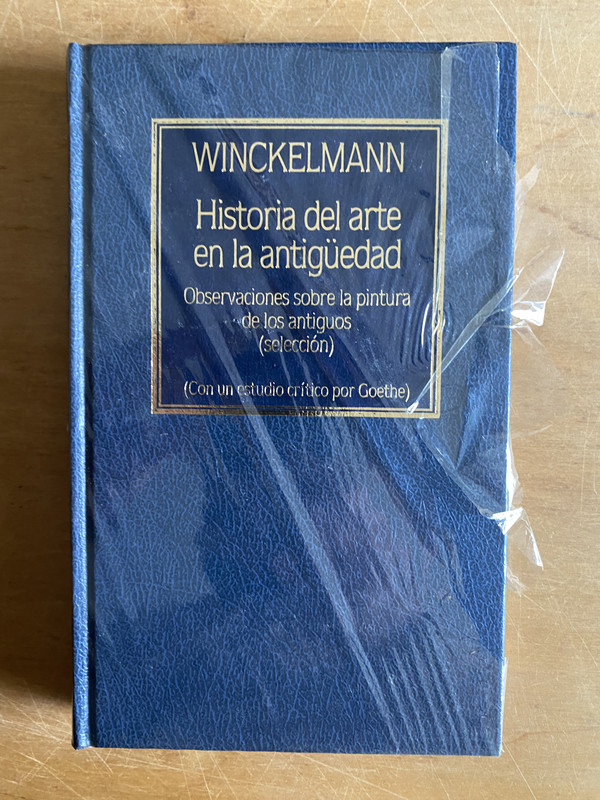 WINCKELMANN
Historia del arte
en la antigüedad
Observaciones sobre la pintura
de los antiguos
(selección)
(Con un estudio crítico por Goethe)